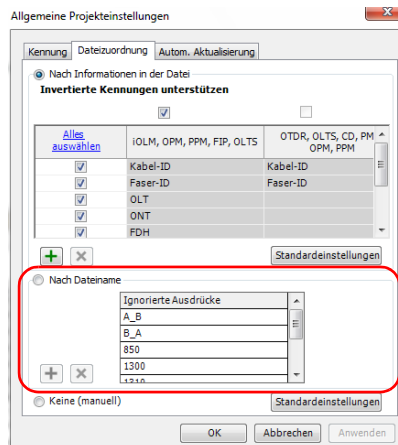 Allgemeine Projekteinstellungen
Kennung Dateizuordnung Autom. Aktualisierung
Nach Informationen in der Datei
Invertierte Kennungen unterstützen
Alles auswählen iOLM, OPM, PPM, FIP, OLTS OTDR, OLTS, CD, PM OPM, PPM
Kabel-ID Kabel-ID
Faser-ID Faser-ID
OLT
ONT
FDH
Standardeinstellungen
Nach Dateiname
Ignorierte Ausdrücke
A_B
B_A
850
1300
1310
Keine (manuell) Standardeinstellungen
OK Abbrechen Anwenden